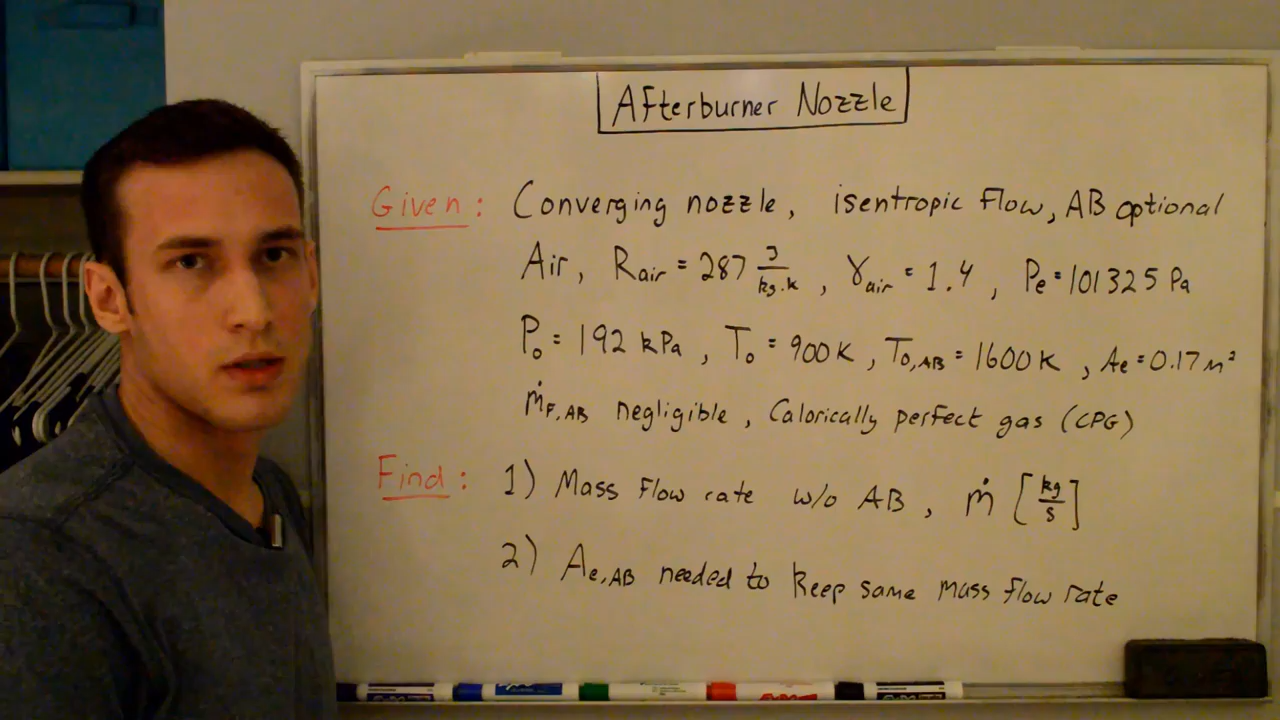 Afterburner Nozzle
Given: Converging nozzle, isentropic Flow, AB optional
Air, Rair = 287 J/kg·K, γair = 1.4, Pe = 101325 Pa
P₀ = 192 kPa, T₀ = 900K, T₀,AB = 1600K, Ae = 0.17 m²
ṁF,AB negligible, Calorically perfect gas (CPG)
Find: 1) Mass flow rate w/o AB, ṁ [kg/s]
2) Ae,AB needed to keep same mass flow rate